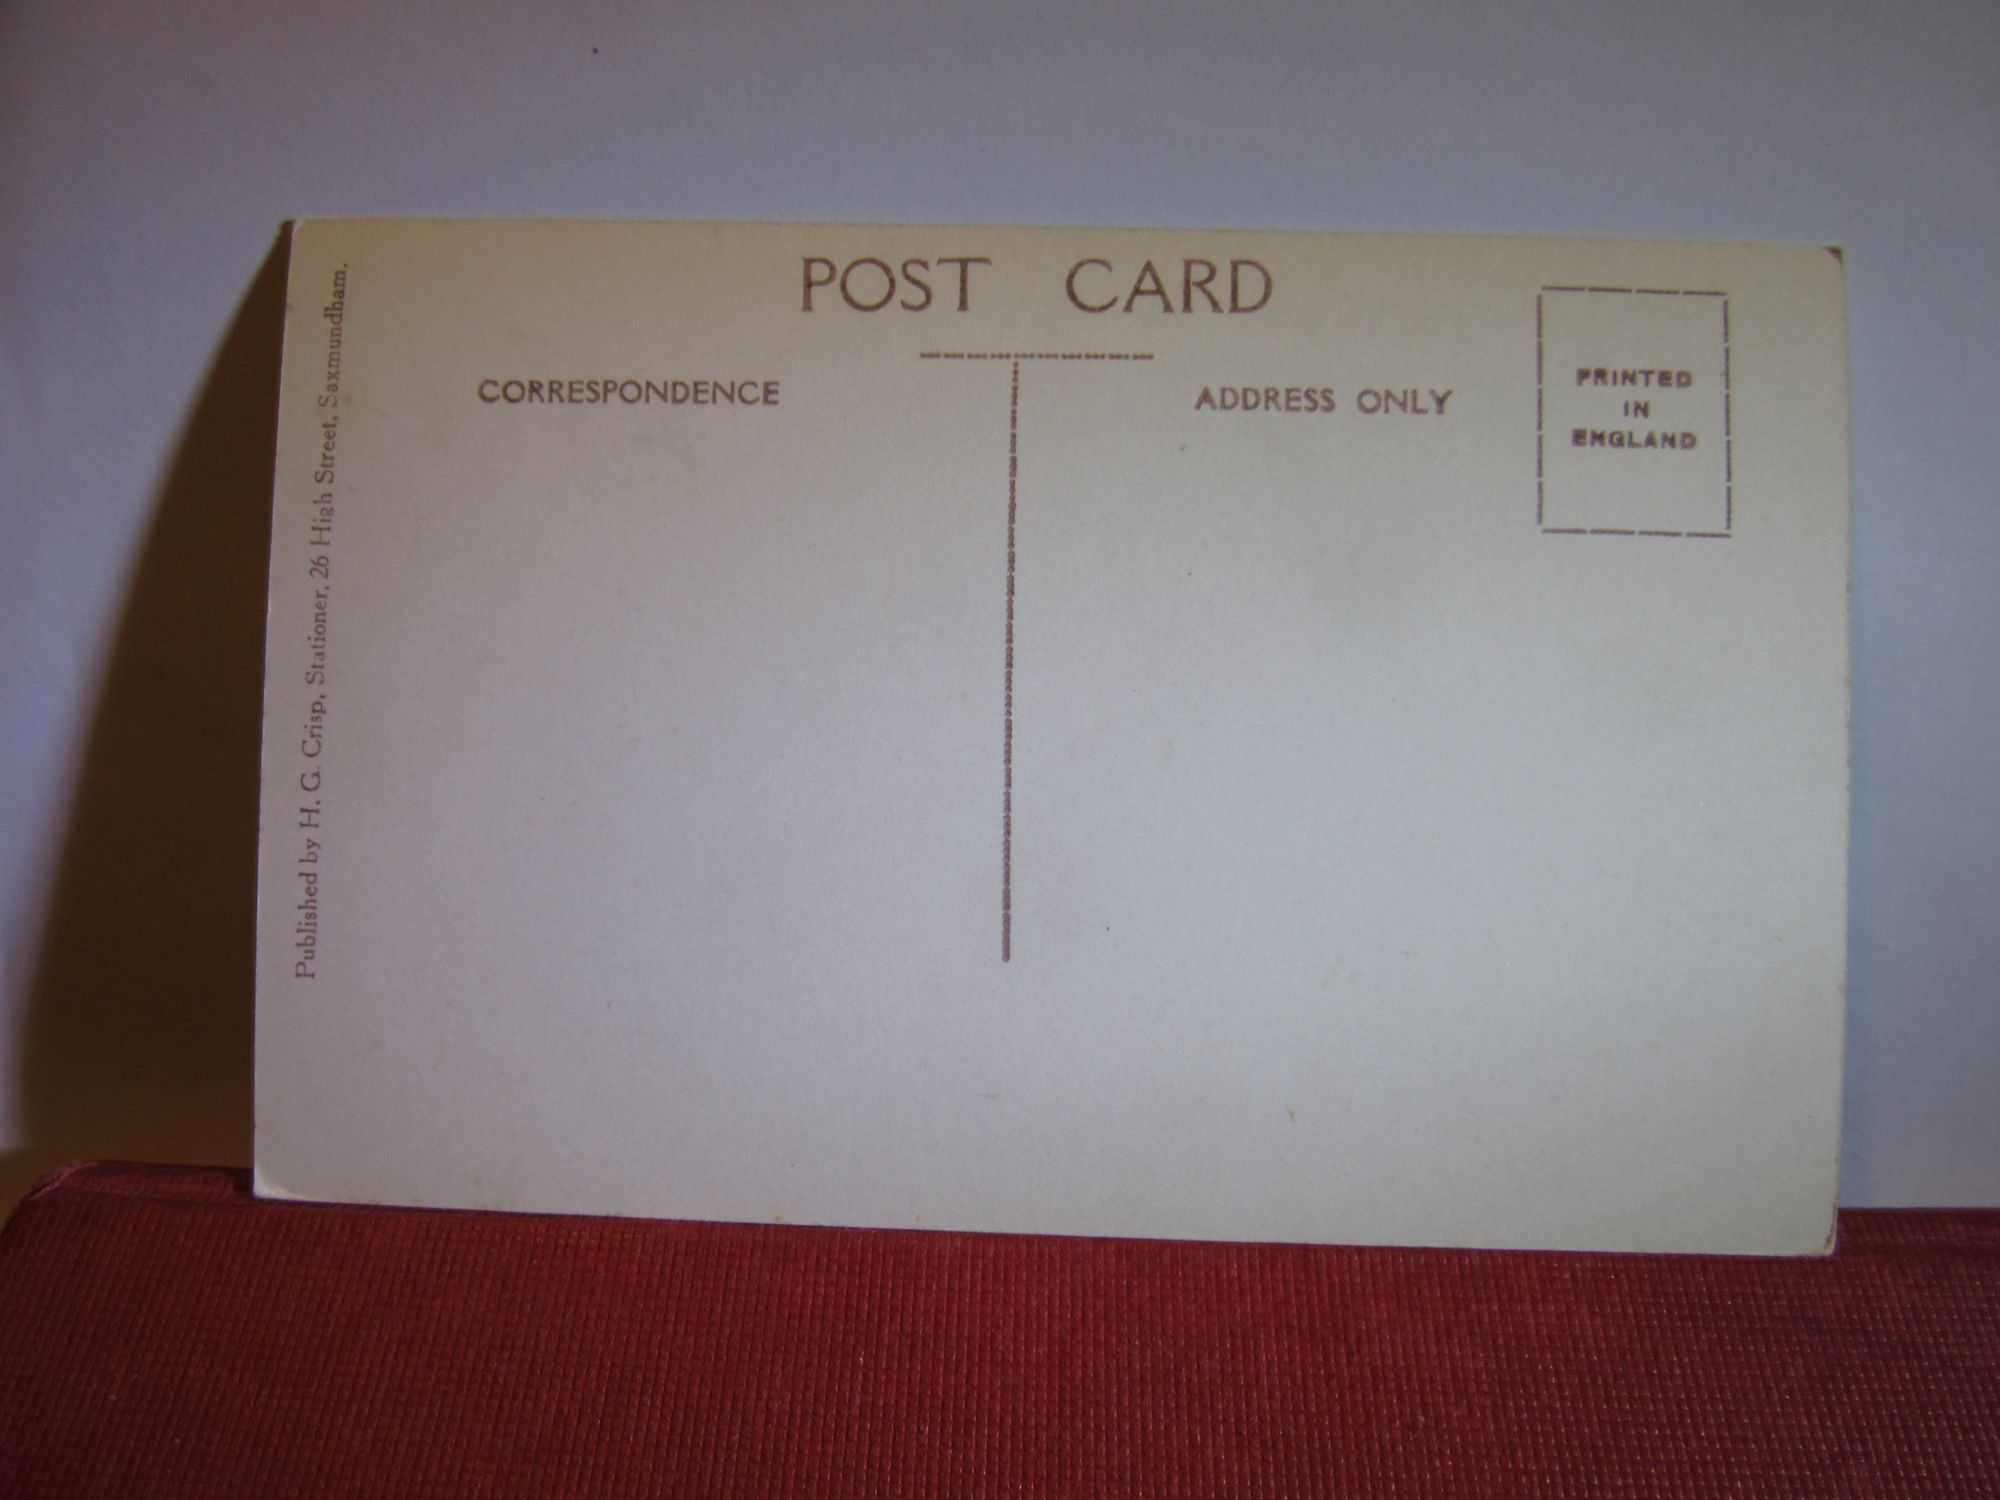 POST CARD
CORRESPONDENCE
ADDRESS ONLY
PRINTED
IN
ENGLAND
Published by H. G. Crisp, Stationer, 26 High Street, Saxmundham.